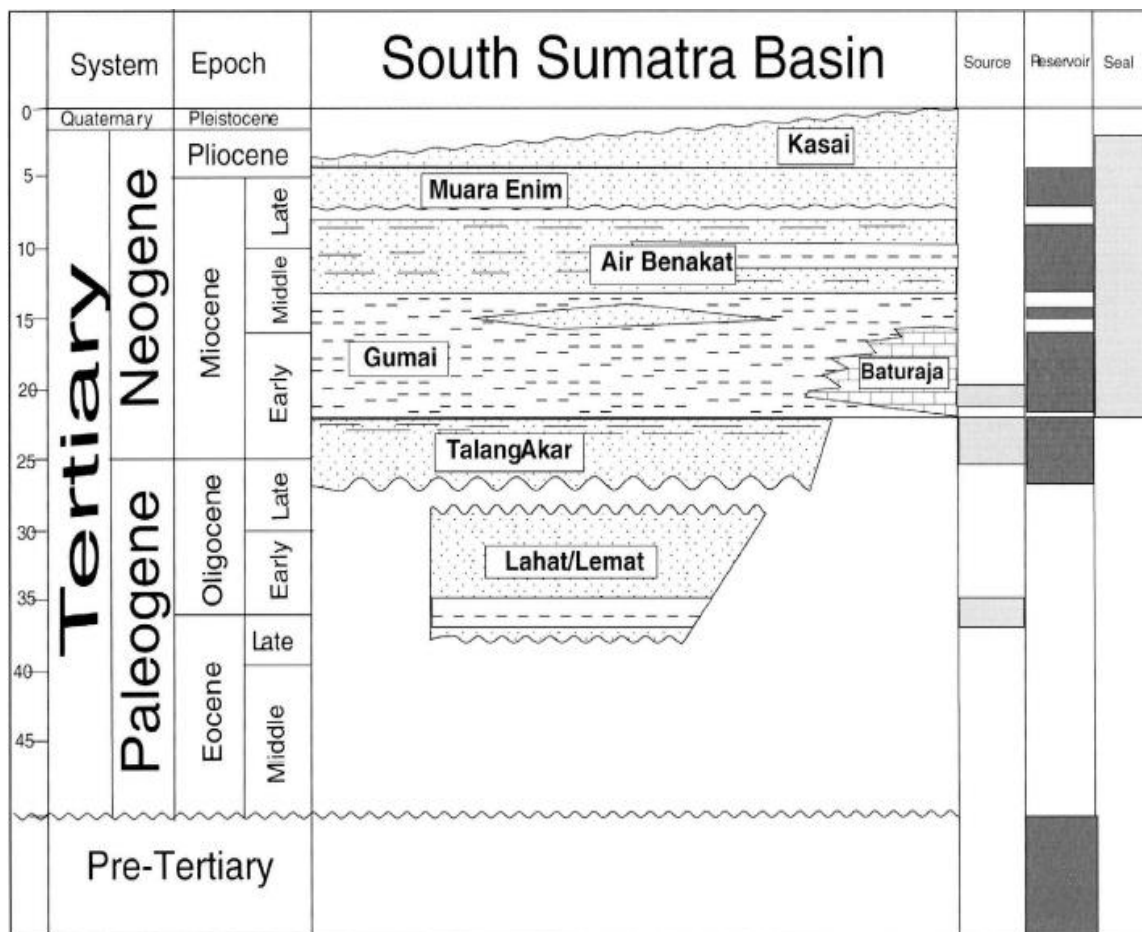 System Epoch South Sumatra Basin Source Reservoir Seal
0
Quaternary Pleistocene
Pliocene
Kasai
5
Muara Enim
Late
10
Air Benakat
Middle
15
Miocene
Neogene
Gumai
Baturaja
Early
20
Tertiary
TalangAkar
25
Late
30
Oligocene
Lahat/Lemat
Early
35
Paleogene
Late
40
Eocene
Middle
45
Pre-Tertiary